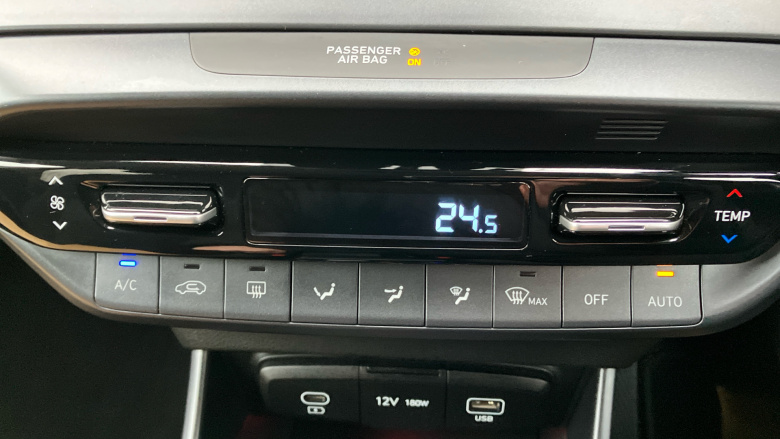 PASSENGER
AIR BAG ON
24.5
TEMP
A/C
MAX
OFF
AUTO
12V 180W
USB